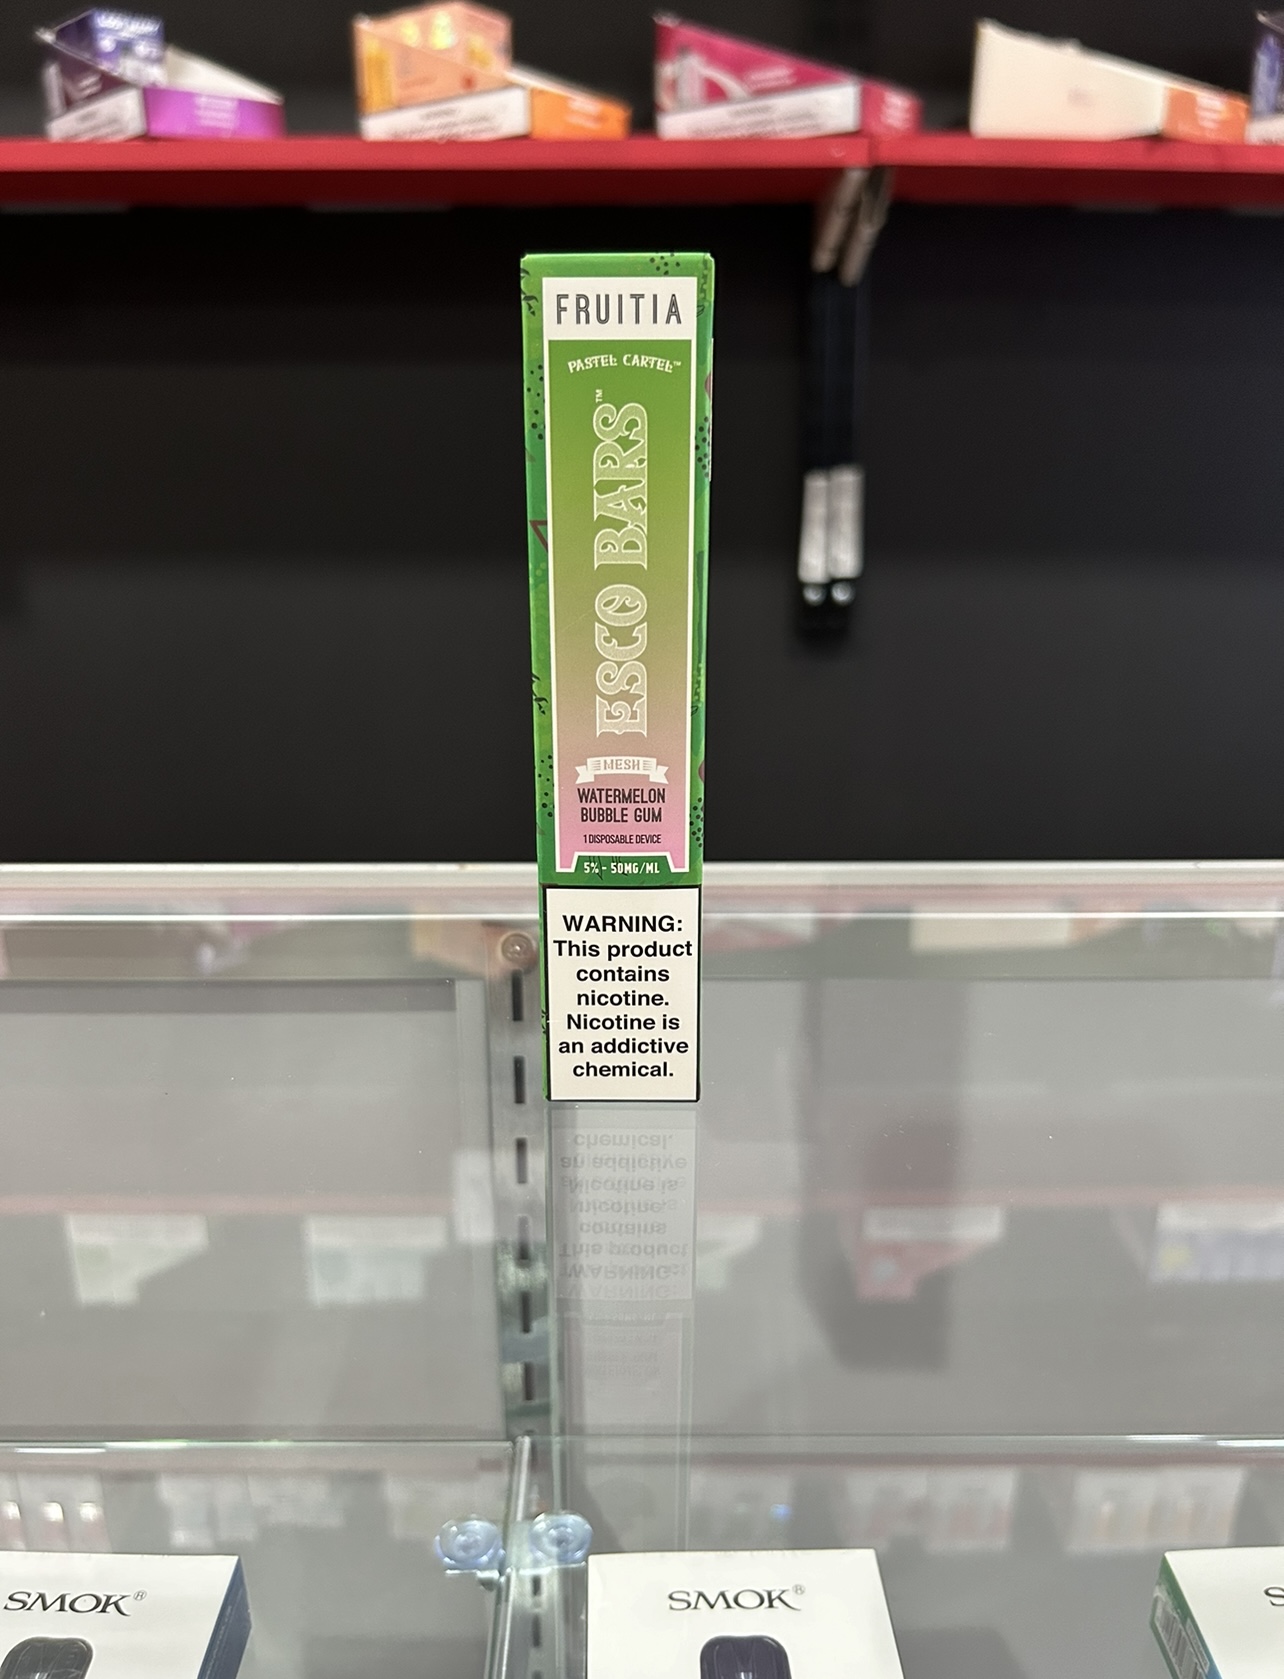 FRUITIA
PASTEL CARTEL™
ESCO BARS™
MESH
WATERMELON
BUBBLE GUM
1 DISPOSABLE DEVICE
5% - 50MG/ML
WARNING:
This product
contains
nicotine.
Nicotine is
an addictive
chemical.
SMOK®
SMOK®